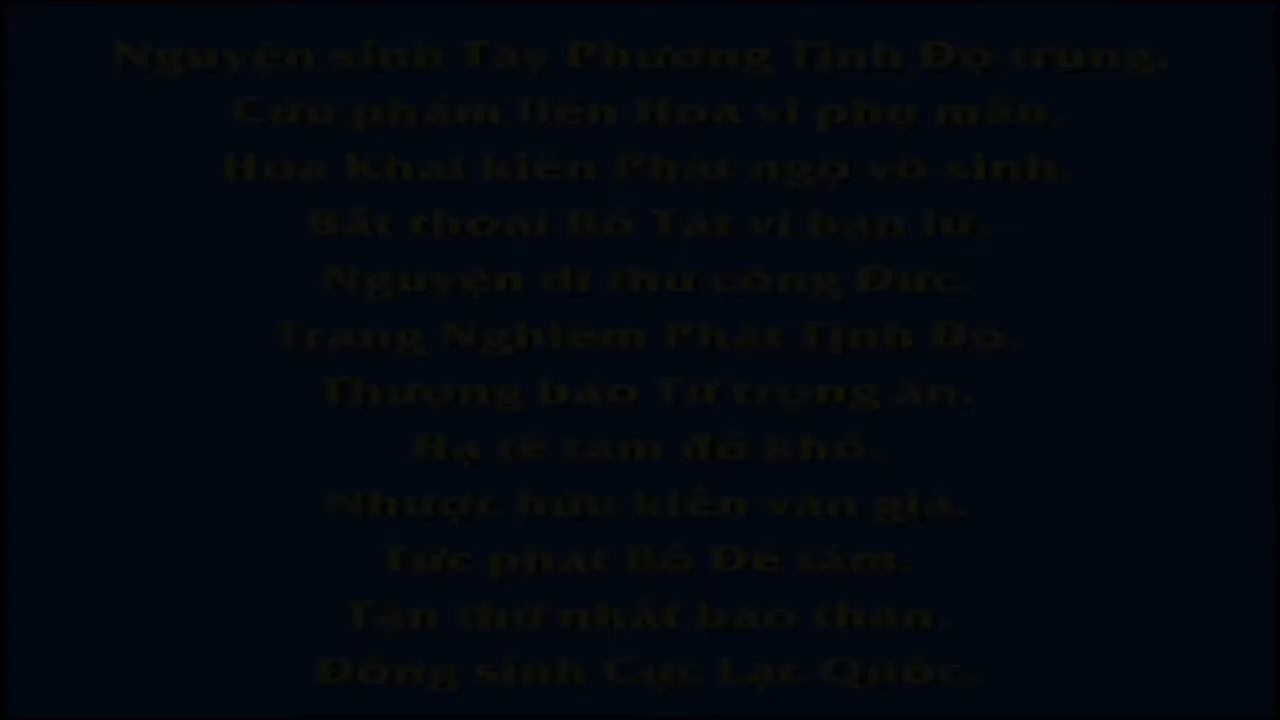 Nguyện sinh Tây Phương Tịnh Độ trung.
Cửu phẩm liên Hoa vi phụ mẫu.
Hoa Khai kiến Phật ngộ vô sinh.
Bất thoái Bồ Tát vi bạn lữ.
Nguyện dĩ thử công Đức.
Trang Nghiêm Phật Tịnh Độ.
Thượng báo Tứ trọng ân.
Hạ tế tam đồ khổ.
Nhược hữu kiến văn giả.
Tức phát Bồ Đề tâm.
Tận thử nhất báo thân.
Đồng sinh Cực Lạc Quốc.